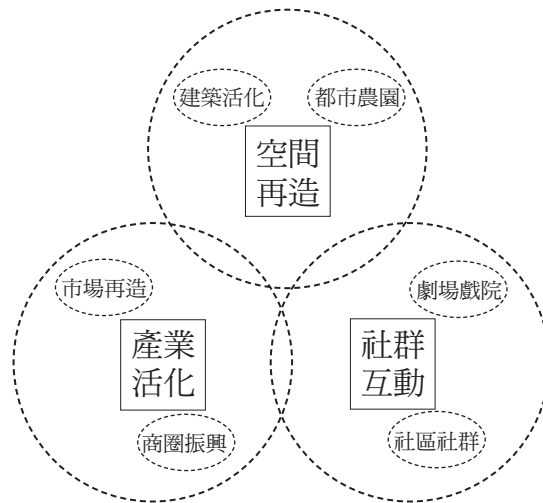 建築活化
都市農園
空間
再造
市場再造
產業
活化
商圈振興
劇場戲院
社群
互動
社區社群